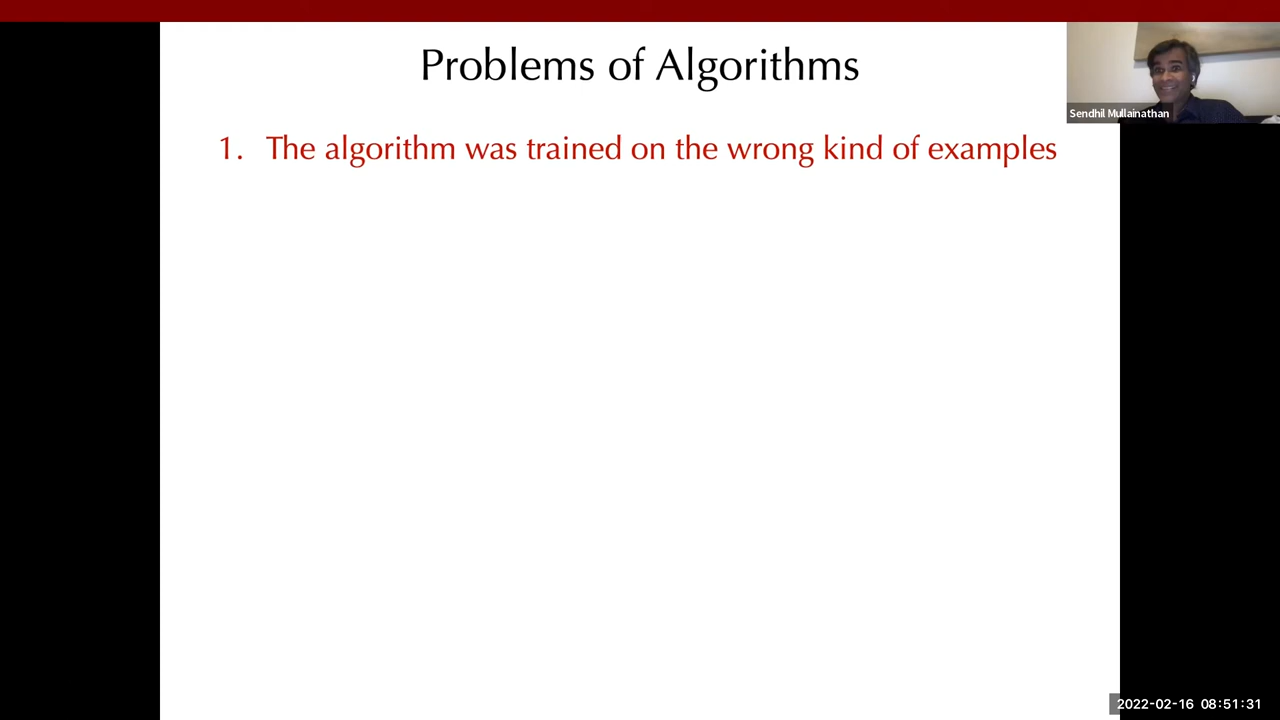 Problems of Algorithms
Sendhil Mullainathan
1. The algorithm was trained on the wrong kind of examples
2022-02-16 08:51:31